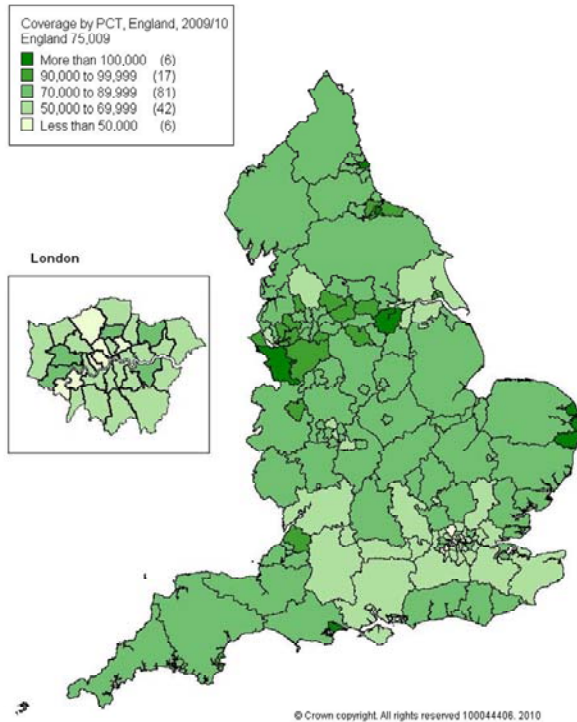 Coverage by PCT, England, 2009/10
England 75,009
More than 100,000 (6)
90,000 to 99,999 (17)
70,000 to 89,999 (81)
50,000 to 69,999 (42)
Less than 50,000 (6)
London
© Crown copyright. All rights reserved 100044406, 2010